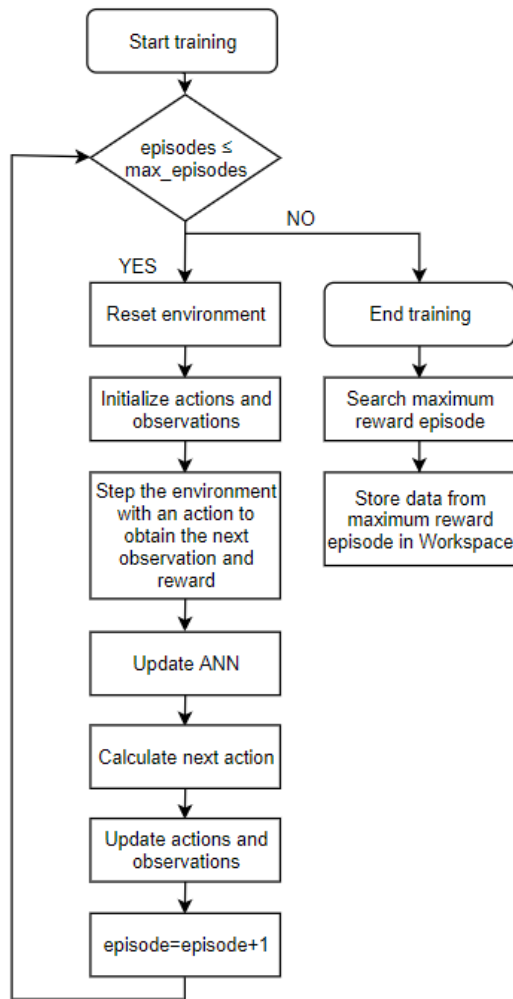 Start training
episodes ≤
max_episodes
NO
YES
Reset environment
End training
Initialize actions and
observations
Search maximum
reward episode
Step the environment
with an action to
obtain the next
observation and
reward
Store data from
maximum reward
episode in Workspace
Update ANN
Calculate next action
Update actions and
observations
episode=episode+1